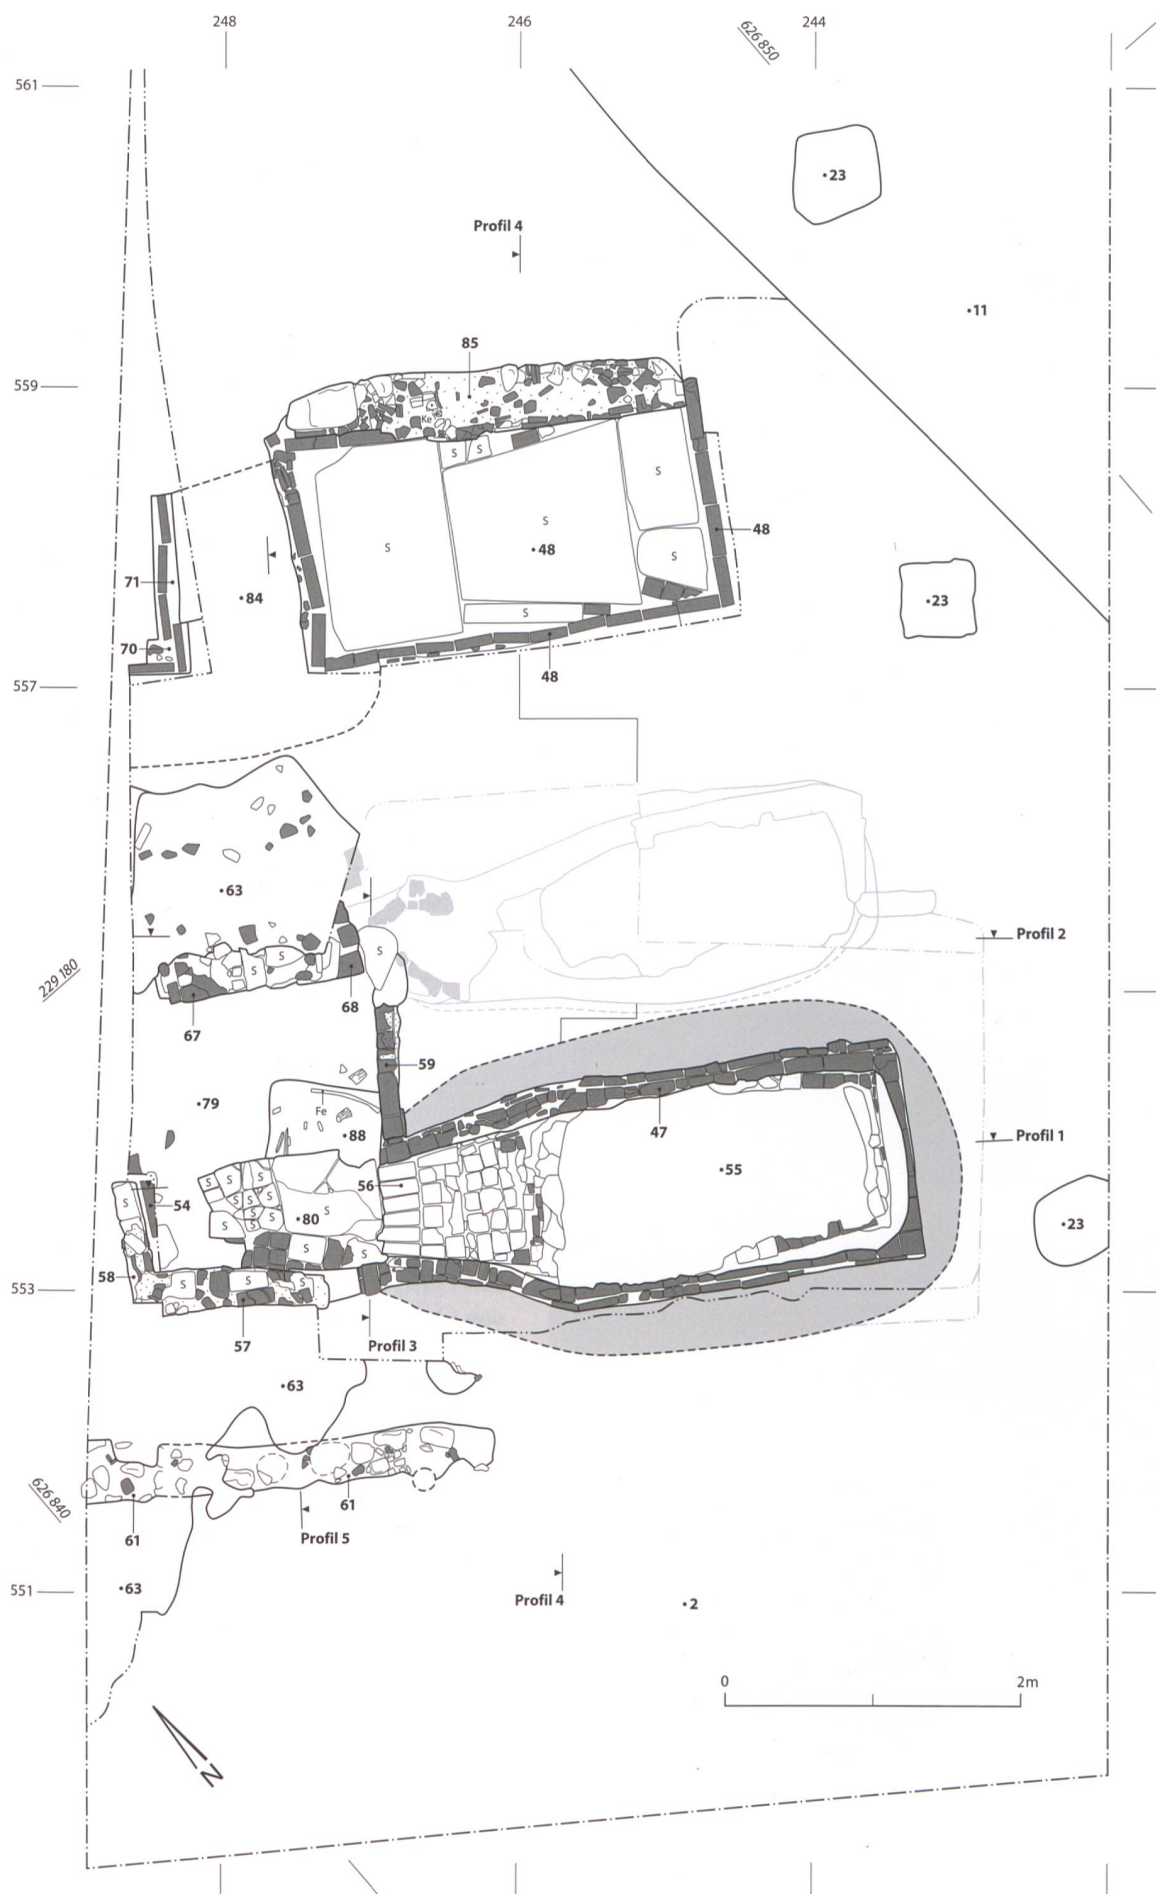 248
246
626 850
244
561
23
Profil 4
11
85
559
Ke
S
S
S
S
S
48
48
S
71
84
23
70
S
48
557
63
Profil 2
229 180
S
S
S
68
67
59
79
Fe
47
88
Profil 1
56
55
S
S
S
S
54
S
S
S
S
S
S
23
80
S
S
S
S
58
S
S
S
553
57
Profil 3
63
626 840
61
61
Profil 5
63
551
Profil 4
2
0
2m
N